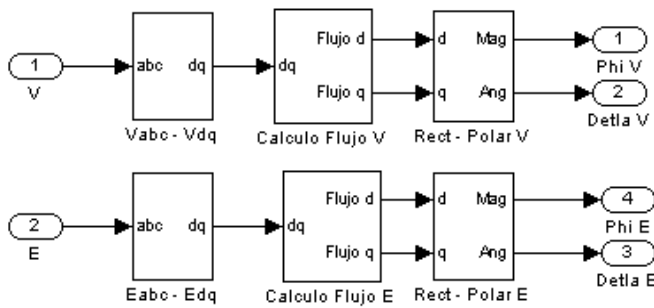 Flujo d d Mag 1
1 abc dq dq Phi V
V Flujo q q Ang 2
Vabc - Vdq Calculo Flujo V Rect - Polar V Detla V
Flujo d d Mag 4
2 abc dq dq Phi E
E Flujo q q Ang 3
Eabc - Edq Calculo Flujo E Rect - Polar E Detla E